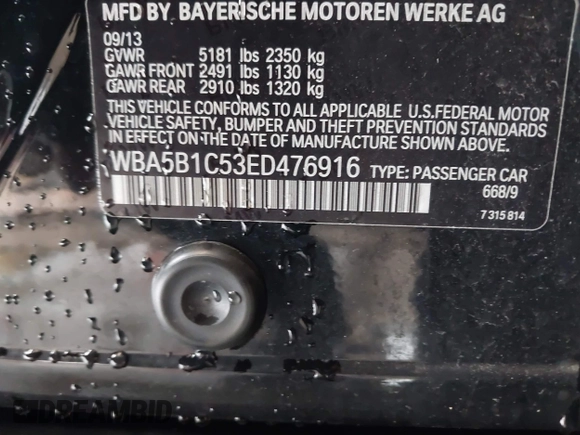 MFD BY BAYERISCHE MOTOREN WERKE AG
09/13
GVWR 5181 lbs 2350 kg
GAWR FRONT 2491 lbs 1130 kg
GAWR REAR 2910 lbs 1320 kg
THIS VEHICLE CONFORMS TO ALL APPLICABLE U.S.FEDERAL MOTOR
VEHICLE SAFETY, BUMPER AND THEFT PREVENTION STANDARDS
IN EFFECT ON THE DATE OF MANUFACTURE SHOWN ABOVE.
WBA5B1C53ED476916 TYPE: PASSENGER CAR
668/9
7 315 814
DREAMBID